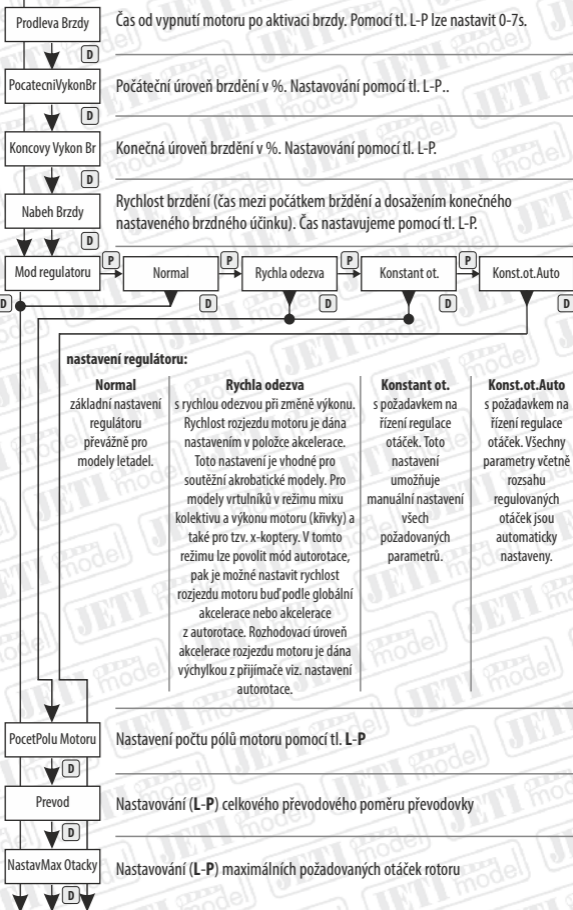 Prodleva Brzdy
Čas od vypnutí motoru po aktivaci brzdy. Pomocí tl. L-P lze nastavit 0-7s.
D
PocatecniVykonBr
Počáteční úroveň brzdění v %. Nastavování pomocí tl. L-P..
D
Koncovy Vykon Br
Konečná úroveň brzdění v %. Nastavování pomocí tl. L-P.
D
Nabeh Brzdy
Rychlost brzdění (čas mezi počátkem brždění a dosažením konečného
nastaveného brzdného účinku). Čas nastavujeme pomocí tl. L-P.
D
Mod regulatoru
P
Normal
P
Rychla odezva
P
Konstant ot.
P
Konst.ot.Auto
D
D
D
D
D
nastavení regulátoru:
Normal
základní nastavení
regulátoru
převážně pro
modely letadel.
Rychla odezva
s rychlou odezvou při změně výkonu.
Rychlost rozjezdu motoru je dána
nastavením v položce akcelerace.
Toto nastavení je vhodné pro
soutěžní akrobatické modely. Pro
modely vrtulníků v režimu mixu
kolektivu a výkonu motoru (křivky) a
také pro tzv. x-koptery. V tomto
režimu lze povolit mód autorotace,
pak je možné nastavit rychlost
rozjezdu motoru buď podle globální
akcelerace nebo akcelerace
z autorotace. Rozhodovací úroveň
akcelerace rozjezdu motoru je dána
výchylkou z přijímače viz. nastavení
autorotace.
Konstant ot.
s požadavkem na
řízení regulace
otáček. Toto
nastavení
umožňuje
manuální nastavení
všech
požadovaných
parametrů.
Konst.ot.Auto
s požadavkem na
řízení regulace
otáček. Všechny
parametry včetně
rozsahu
regulovaných
otáček jsou
automaticky
nastaveny.
PocetPolu Motoru
Nastavení počtu pólů motoru pomocí tl. L-P
D
Prevod
Nastavování (L-P) celkového převodového poměru převodovky
D
NastavMax Otacky
Nastavování (L-P) maximálních požadovaných otáček rotoru
D
JETI model